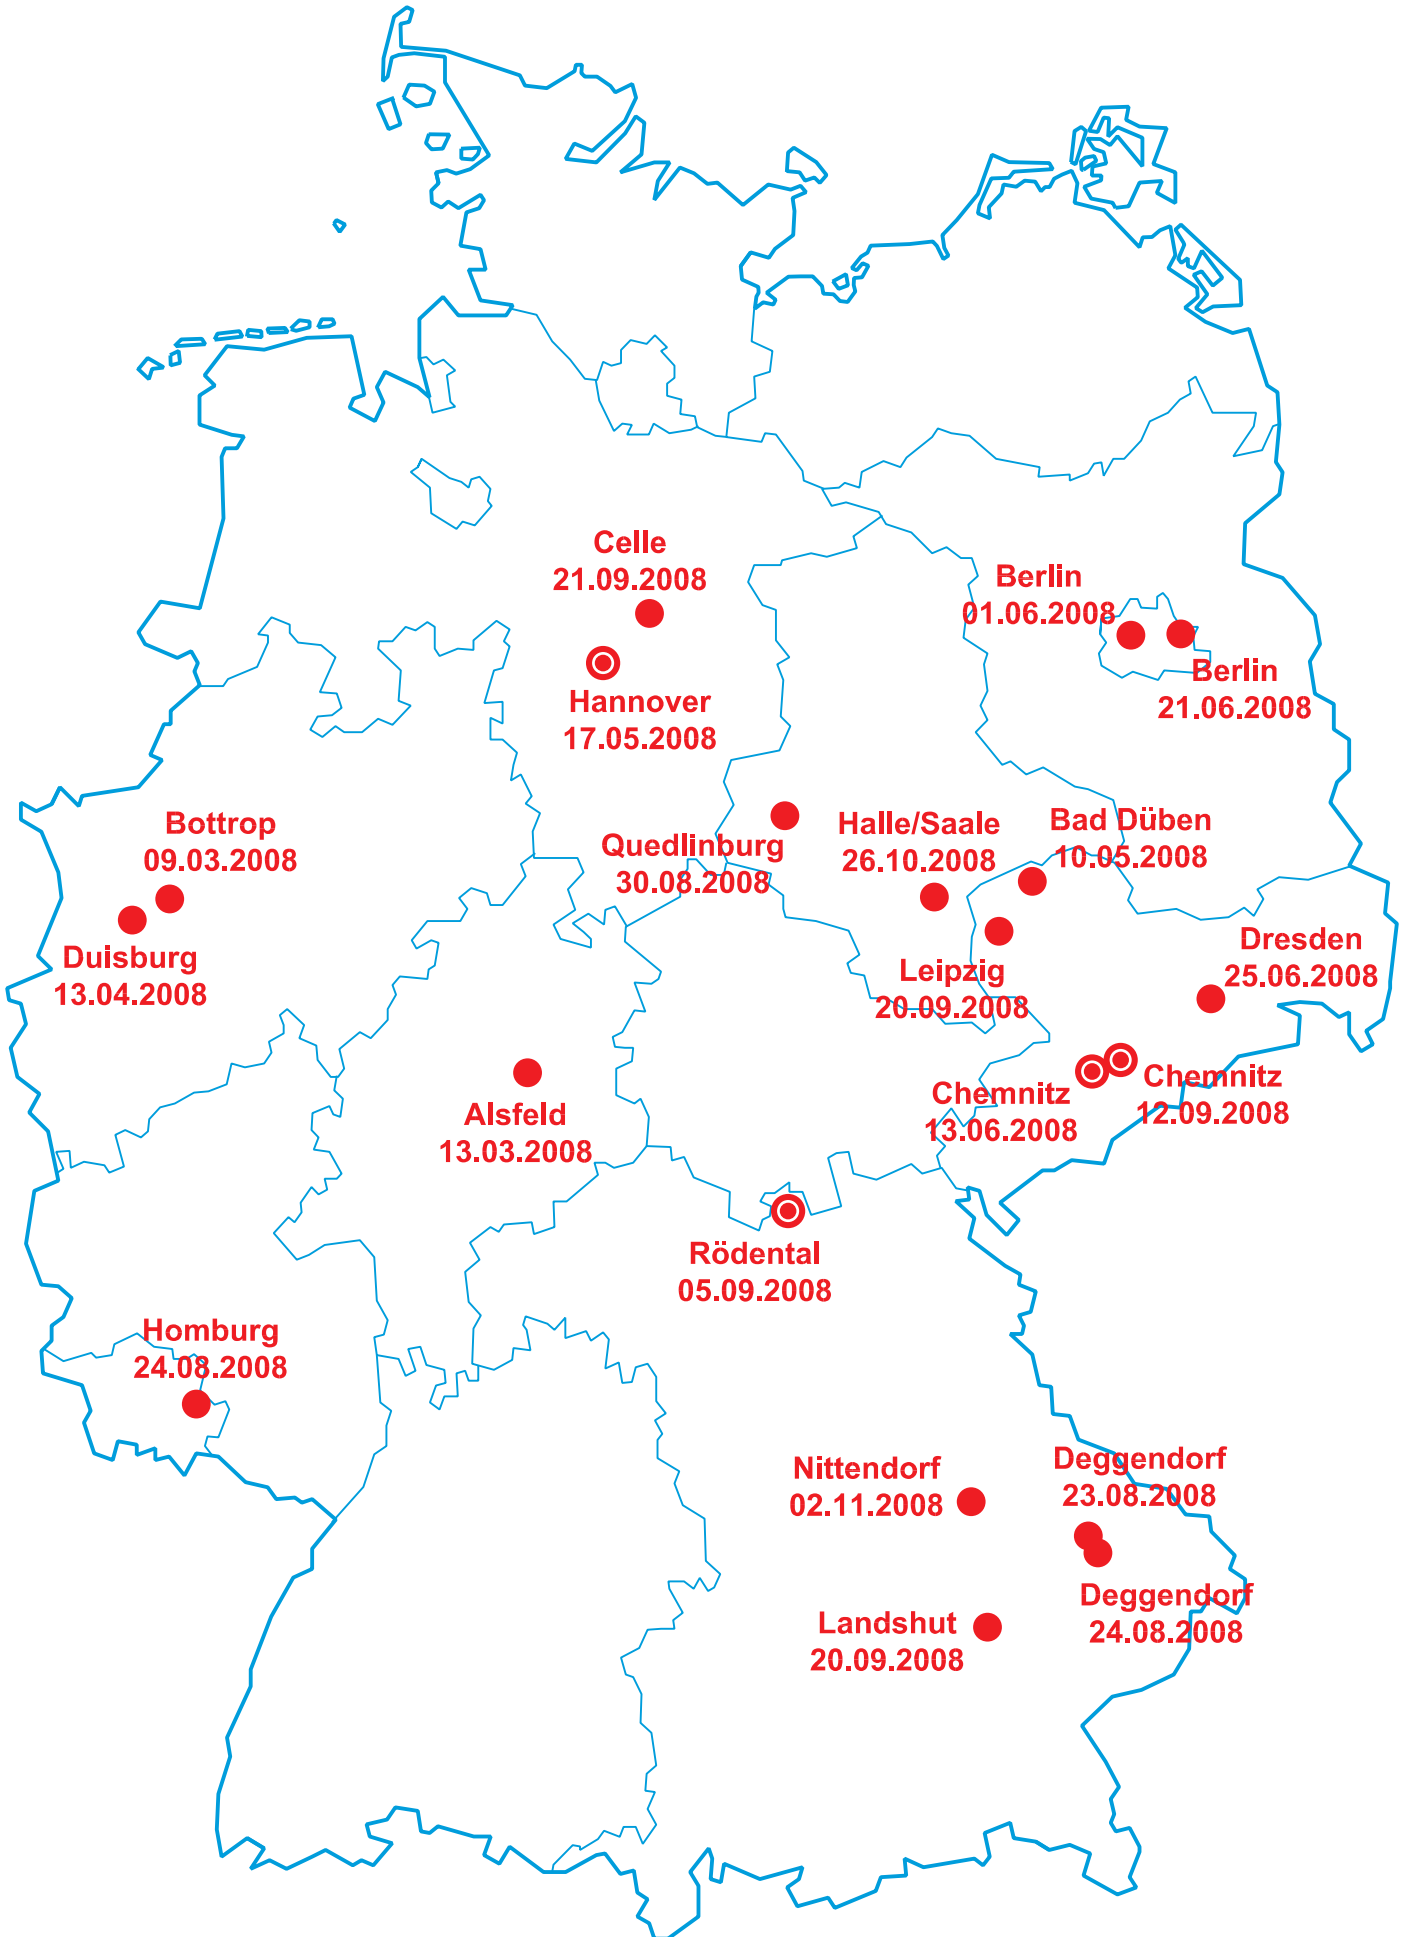 Celle
21.09.2008
Berlin
01.06.2008
Berlin
21.06.2008
Hannover
17.05.2008
Bottrop
09.03.2008
Quedlinburg
30.08.2008
Halle/Saale
26.10.2008
Bad Düben
10.05.2008
Duisburg
13.04.2008
Leipzig
20.09.2008
Dresden
25.06.2008
Chemnitz
13.06.2008
Chemnitz
12.09.2008
Alsfeld
13.03.2008
Rödental
05.09.2008
Homburg
24.08.2008
Nittendorf
02.11.2008
Deggendorf
23.08.2008
Deggendorf
24.08.2008
Landshut
20.09.2008